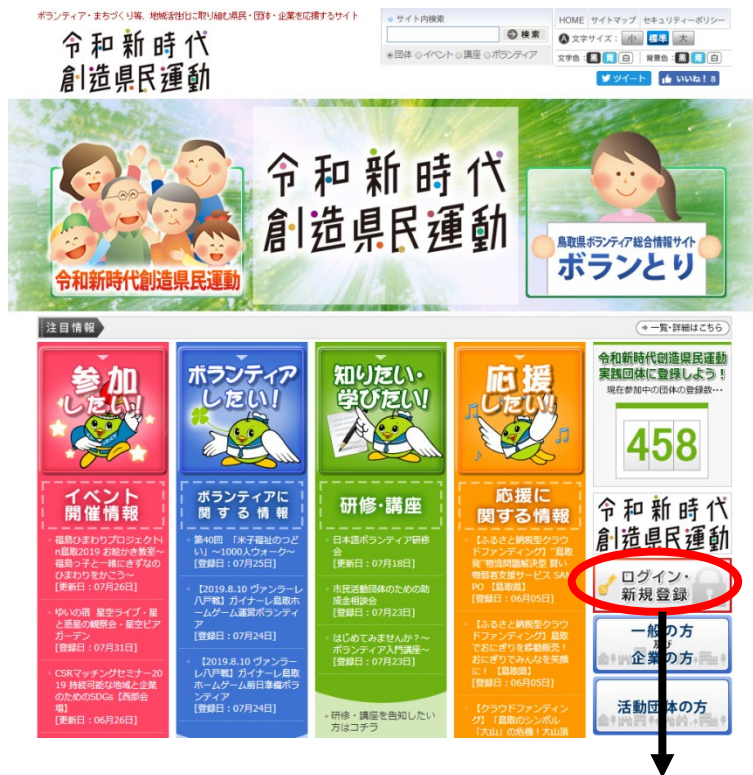 ボランティア・まちづくり等、地域活性化に取り組む県民・団体・企業を応援するサイト
令和新時代
創造県民運動
サイト内検索
検索
団体 イベント 講座 ボランティア
HOME サイトマップ セキュリティーポリシー
文字サイズ： 小 標準 大
文字色： 黒 青 白 背景色： 黒 青 白
ツイート いいね！ 8
令和新時代創造県民運動
令和新時代
創造県民運動
鳥取県ボランティア総合情報サイト
ボランとり
注目情報
一覧・詳細はこちら
参加
したい！
イベント
開催情報
福島ひまわりプロジェクトi
n鳥取2019 お絵かき教室～
福島っ子と一緒にきずなの
ひまわりをかこう～
[更新日：07月26日]
ゆいの宿 星空ライブ・星
と惑星の観察会・星空ビア
ガーデン
[登録日：07月31日]
CSRマッチングセミナー20
19 持続可能な地域と企業
のためのSDGs【西部会
場】
[更新日：06月26日]
ボランティア
したい！
ボランティアに
関する情報
第40回 「米子福祉のつど
い」～1000人ウォーク～
[登録日：07月25日]
【2019.8.10 ヴァンラーレ
八戸戦】ガイナーレ鳥取ホ
ームゲーム運営ボランティ
ア
[登録日：07月24日]
【2019.8.10 ヴァンラー
レ八戸戦】ガイナーレ鳥取
ホームゲーム前日準備ボラ
ンティア
[登録日：07月24日]
知りたい・
学びたい！
研修・講座
日本語ボランティア研修
会
[更新日：07月18日]
市民活動団体のための助
成金相談会
[登録日：07月23日]
はじめてみませんか？～
ボランティア入門講座～
[登録日：07月23日]
研修・講座を告知したい
方はコチラ
応援
したい！
応援に
関する情報
【ふるさと納税型クラウ
ドファンディング】“鳥取
発”物流問題解決型 買い
物弱者支援サービス SAN
PO 【鳥取県】
[登録日：06月05日]
【ふるさと納税型クラウ
ドファンディング】鳥取
でおにぎりを移動販売！
おにぎりでみんなを笑顔
に！ 【鳥取県】
[登録日：06月05日]
【クラウドファンディン
グ】「鳥取のシンボル
「大山」の危機！大山頂
令和新時代創造県民運動
実践団体に登録しよう！
現在参加中の団体の登録数・・・
458
令和新時代
創造県民運動
ログイン・
新規登録
一般の方
及び
企業の方
活動団体の方